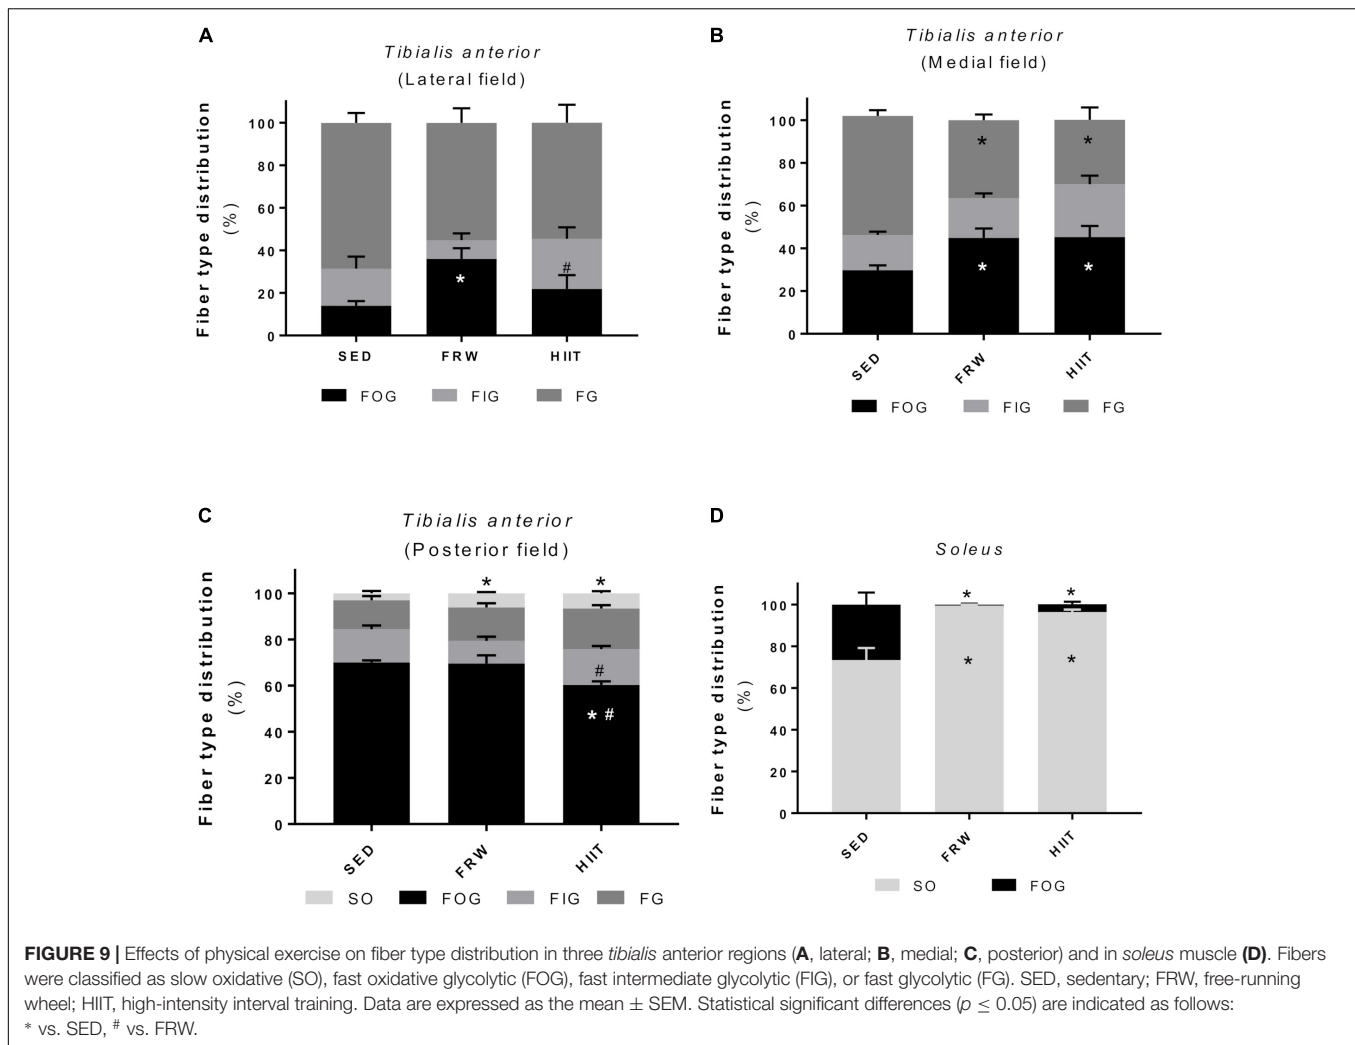 A
Tibialis anterior
(Lateral field)
Fiber type distribution
(%)
100
80
60
40
20
0
*
#
SED
FRW
HIIT
FOG
FIG
FG
B
Tibialis anterior
(Medial field)
Fiber type distribution
(%)
100
80
60
40
20
0
*
*
*
*
SED
FRW
HIIT
FOG
FIG
FG
C
Tibialis anterior
(Posterior field)
Fiber type distribution
(%)
100
80
60
40
20
0
*
*
#
* #
SED
FRW
HIIT
SO
FOG
FIG
FG
D
Soleus
Fiber type distribution
(%)
100
80
60
40
20
0
*
*
*
*
SED
FRW
HIIT
SO
FOG
FIGURE 9 | Effects of physical exercise on fiber type distribution in three tibialis anterior regions (A, lateral; B, medial; C, posterior) and in soleus muscle (D). Fibers
were classified as slow oxidative (SO), fast oxidative glycolytic (FOG), fast intermediate glycolytic (FIG), or fast glycolytic (FG). SED, sedentary; FRW, free-running
wheel; HIIT, high-intensity interval training. Data are expressed as the mean ± SEM. Statistical significant differences (p ≤ 0.05) are indicated as follows:
* vs. SED, # vs. FRW.